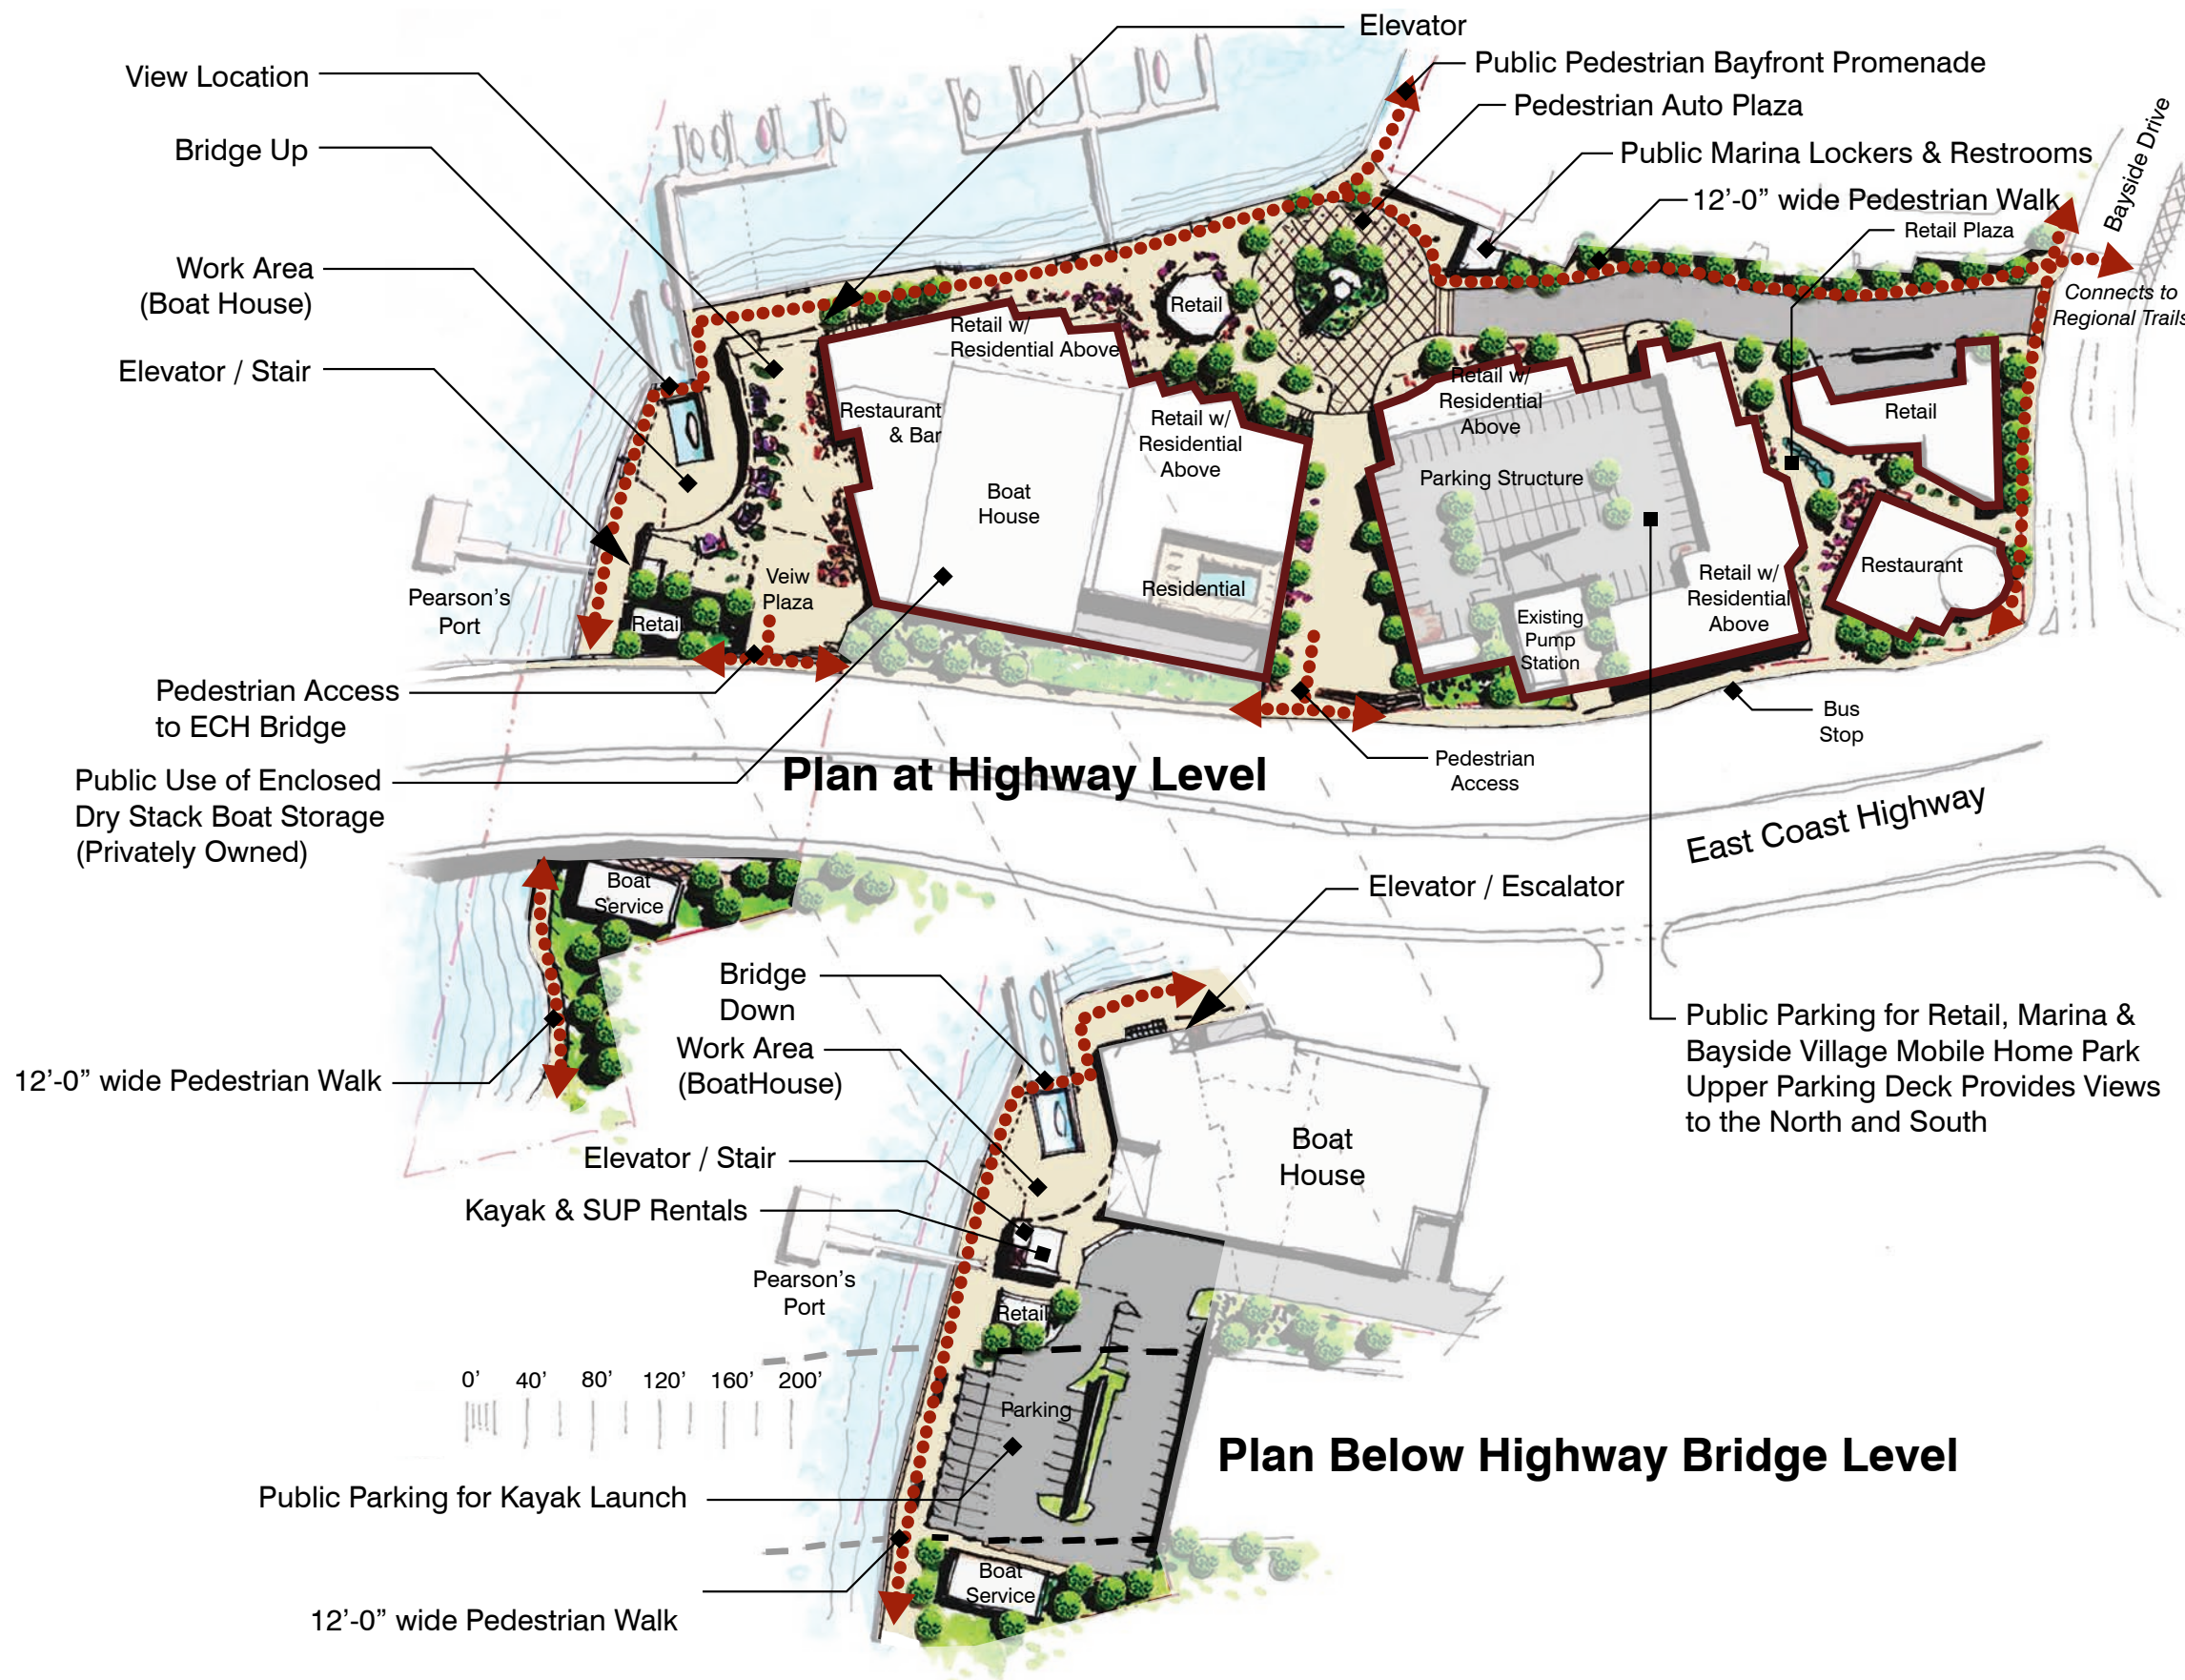 Elevator
View Location
Public Pedestrian Bayfront Promenade
Pedestrian Auto Plaza
Bridge Up
Public Marina Lockers & Restrooms
Bayside Drive
12’-0” wide Pedestrian Walk
Retail Plaza
Work Area
(Boat House)
Connects to
Regional Trails
Retail
Retail w/
Residential Above
Elevator / Stair
Retail w/
Residential
Above
Restaurant
& Bar
Retail w/
Residential
Above
Retail
Parking Structure
Boat
House
Restaurant
Veiw
Plaza
Residential
Retail w/
Residential
Above
Pearson’s
Port
Retail
Existing
Pump
Station
Pedestrian Access
to ECH Bridge
Bus
Stop
Plan at Highway Level
Pedestrian
Access
Public Use of Enclosed
Dry Stack Boat Storage
(Privately Owned)
East Coast Highway
Boat
Service
Elevator / Escalator
Bridge
Down
Work Area
(BoatHouse)
12’-0” wide Pedestrian Walk
Public Parking for Retail, Marina &
Bayside Village Mobile Home Park
Upper Parking Deck Provides Views
to the North and South
Boat
House
Elevator / Stair
Kayak & SUP Rentals
Pearson’s
Port
Retail
0’ 40’ 80’ 120’ 160’ 200’
Parking
Plan Below Highway Bridge Level
Public Parking for Kayak Launch
Boat
Service
12’-0” wide Pedestrian Walk